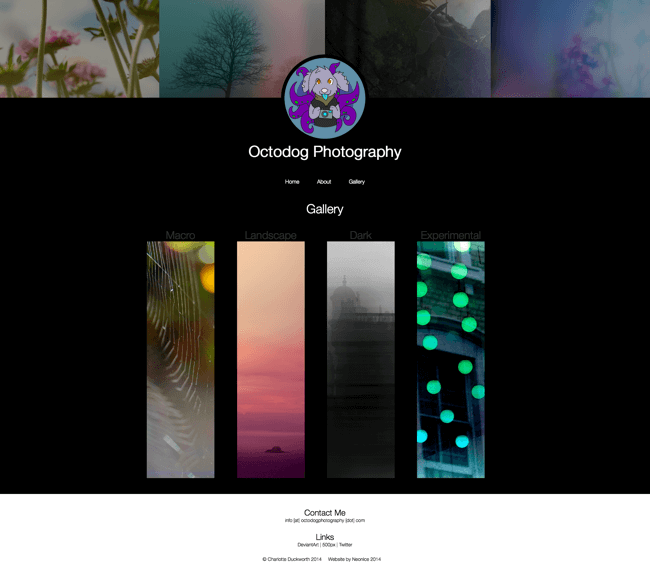 Octodog Photography
Home About Gallery
Gallery
Macro Landscape Dark Experimental
Contact Me
info [at] octodogphotography [dot] com
Links
DeviantArt | 500px | Twitter
© Charlotte Duckworth 2014 Website by NeonIce 2014